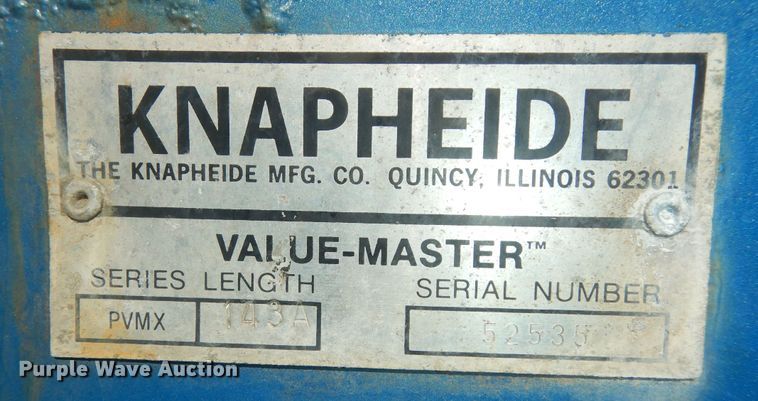 KNAPHEIDE
THE KNAPHEIDE MFG. CO. QUINCY, ILLINOIS 62301
VALUE-MASTER™
SERIES LENGTH SERIAL NUMBER
PVMX 143A 52535
Purple Wave Auction